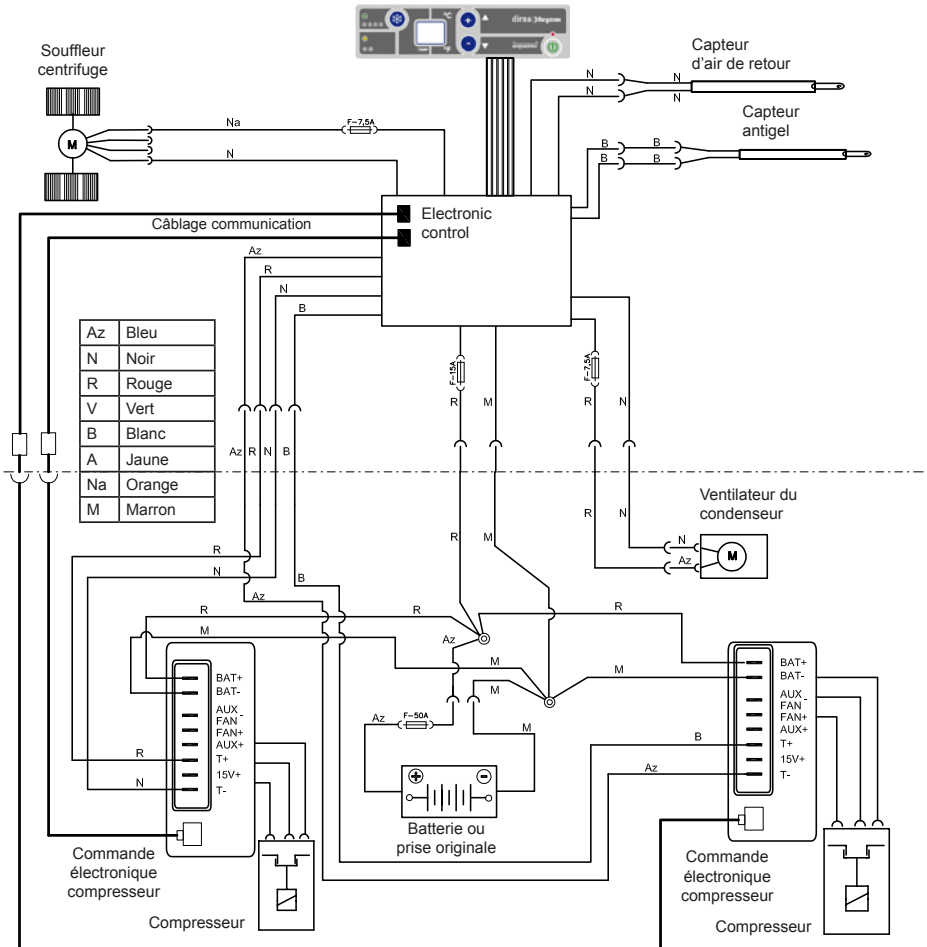 °C
dirna Bergstrom
°F
Souffleur
centrifuge
Capteur
d'air de retour
N
N
N
N
Capteur
antigel
Na
F-7,5A
M
N
B
B
B
B
Câblage communication
Electronic
control
Az
R
N
B
Az Bleu
N Noir
R Rouge
V Vert
B Blanc
A Jaune
Na Orange
M Marron
F-15A
F-7,5A
R
M
R
N
Az
R
N
B
R
M
R
N
Ventilateur du
condenseur
N
Az
M
R
N
B
Az
R
R
R
M
Az
M
M
M
BAT+
BAT-
AUX -
FAN
FAN+
AUX+
T+
15V+
T-
R
N
Az
F-50A
M
B
Az
BAT+
BAT-
AUX -
FAN
FAN+
AUX+
T+
15V+
T-
+
-
Batterie ou
prise originale
Commande
électronique
compresseur
Compresseur
Commande
électronique
compresseur
Compresseur